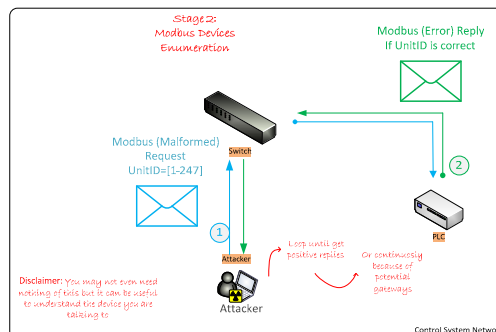 Stage 2:
Modbus Devices
Enumeration
Modbus (Error) Reply
If UnitID is correct
Modbus (Malformed)
Request
UnitID=[1-247]
Switch
2
1
PLC
Attacker
Loop until get
positive replies
Or continuosly
because of
potential
gateways
Disclaimer: You may not even need
nothing of this but it can be useful
to understand the device you are
talking to
Attacker
Control System Netwo